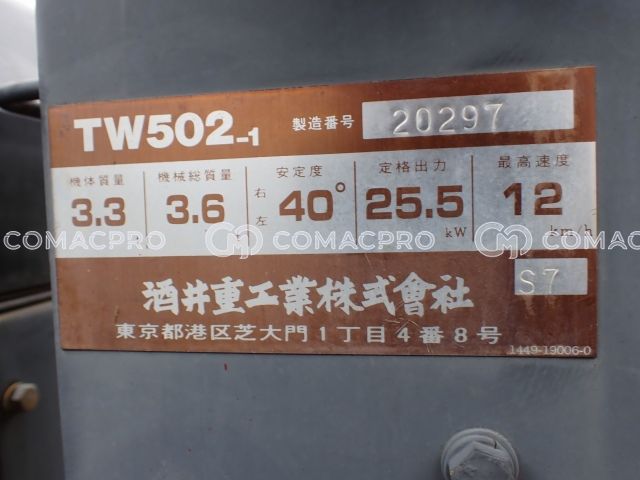 TW502-1 製造番号 20297
機体質量 機械総質量 安定度 定格出力 最高速度
3.3 3.6 右 左 40° 25.5 kW 12 km/h
COMACPRO COMACPRO COMACPRO
酒井重工業株式會社 S7
東京都港区芝大門1丁目4番8号
1449-19006-0